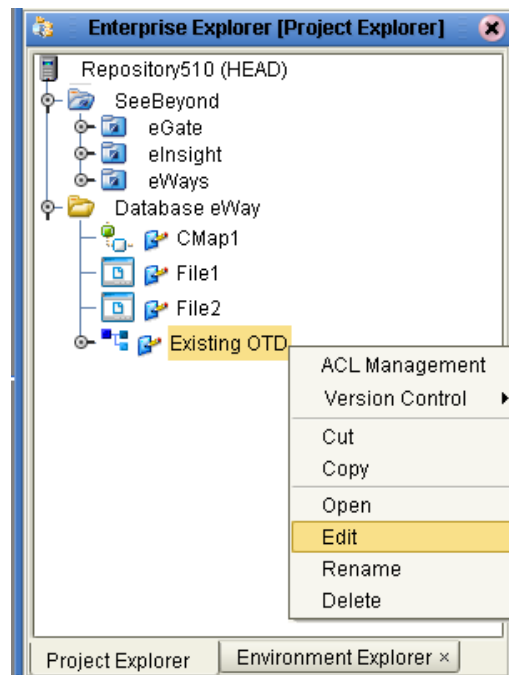 Enterprise Explorer [Project Explorer]
Repository510 (HEAD)
SeeBeyond
eGate
eInsight
eWays
Database eWay
CMap1
File1
File2
Existing OTD
ACL Management
Version Control
Cut
Copy
Open
Edit
Rename
Delete
Project Explorer
Environment Explorer ×